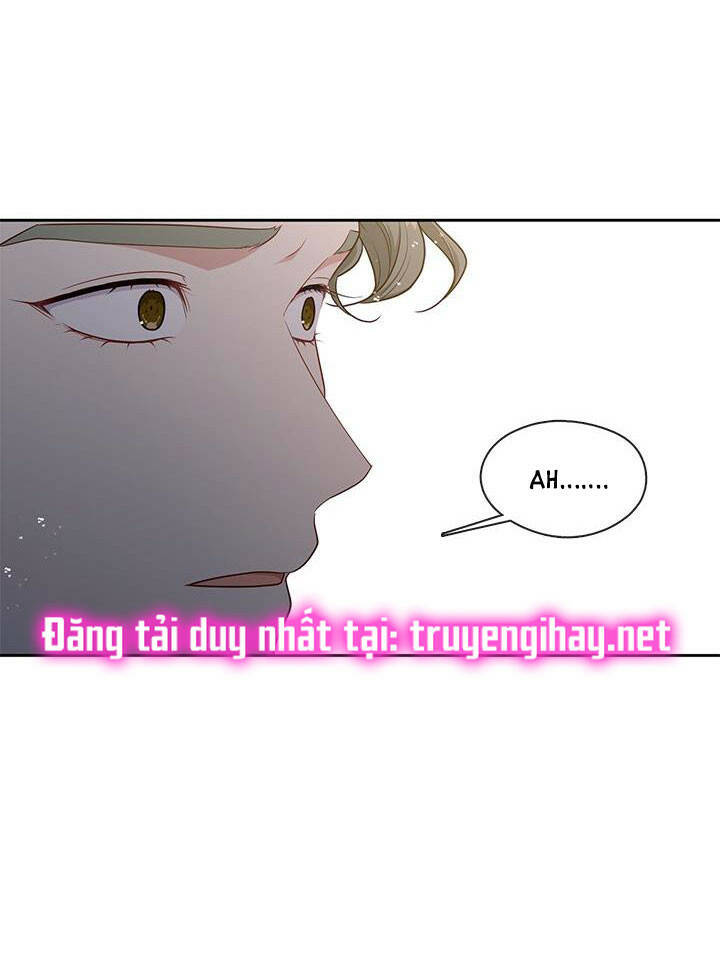 AH.......
Đăng tải duy nhất tại: truyengihay.net